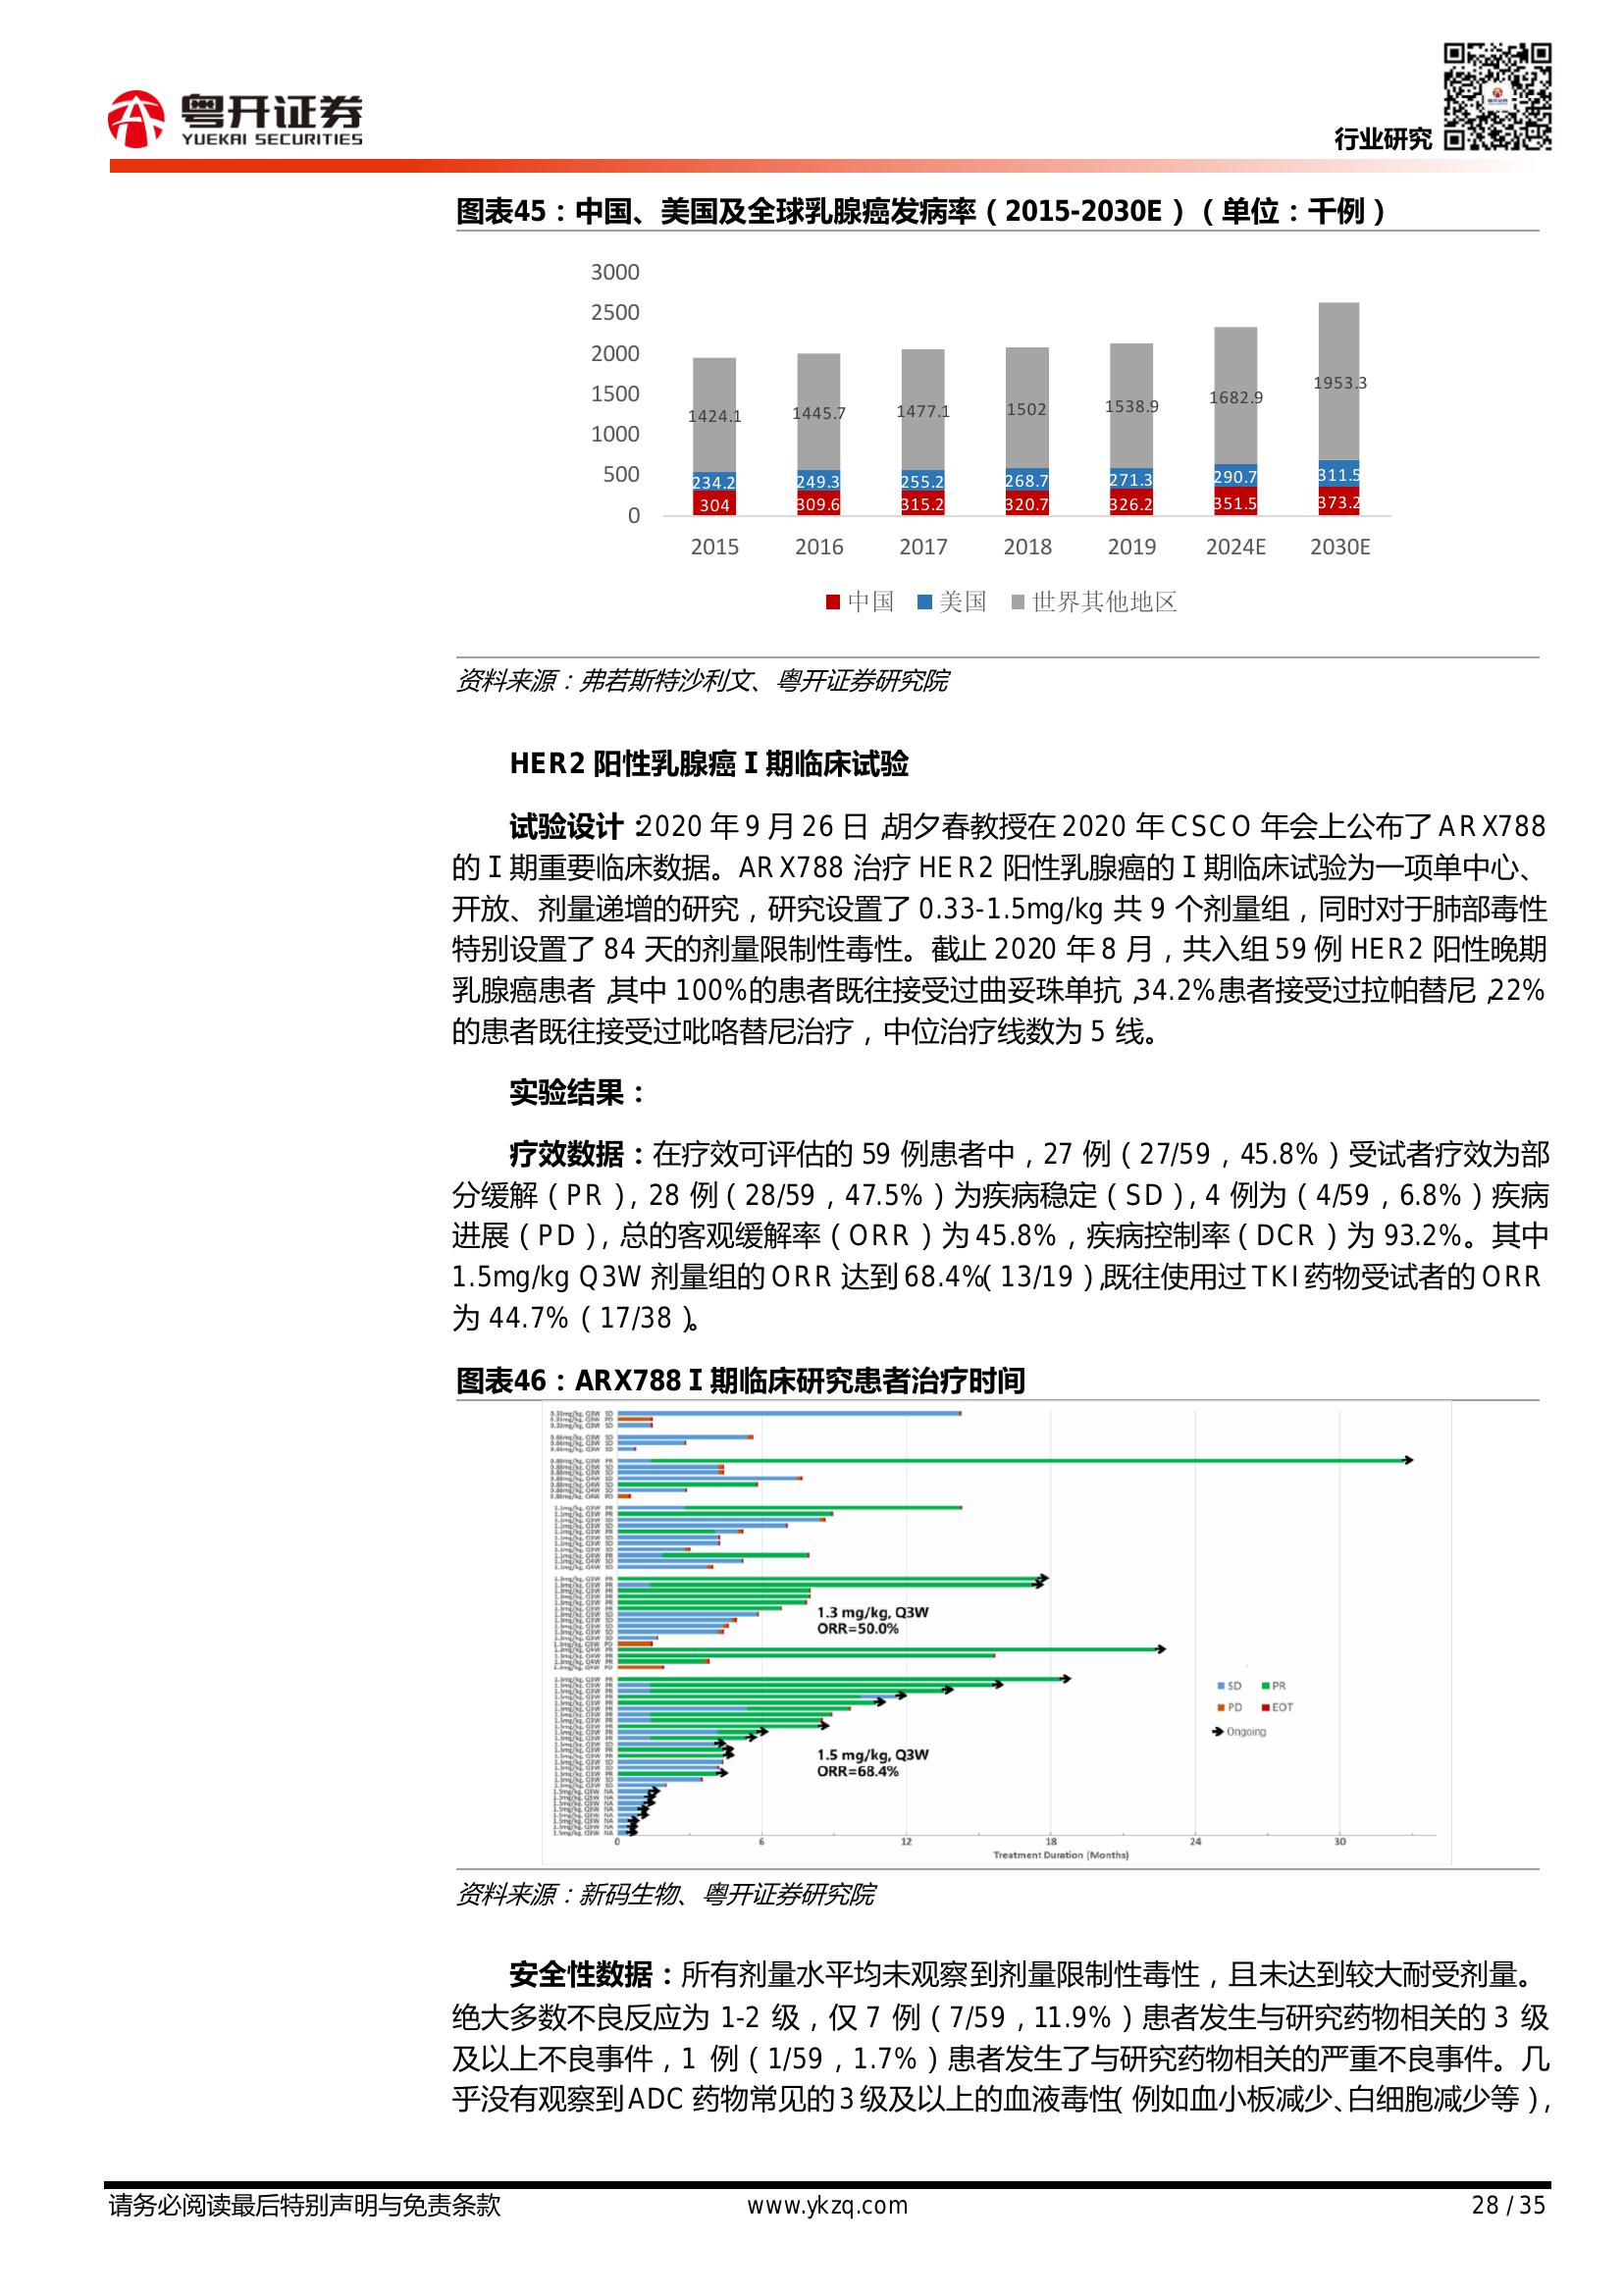 粤开证券
YUEKAI SECURITIES
行业研究
图表45：中国、美国及全球乳腺癌发病率（2015-2030E）（单位：千例）
3000
2500
2000
1500
1000
500
0
1424.1 1445.7 1477.1 1502 1538.9 1682.9 1953.3
234.2 249.3 255.2 268.7 271.3 290.7 311.5
304 309.6 315.2 320.7 326.2 351.5 373.2
2015 2016 2017 2018 2019 2024E 2030E
中国 美国 世界其他地区
资料来源：弗若斯特沙利文、粤开证券研究院
HER2 阳性乳腺癌 I 期临床试验
试验设计：2020 年 9 月 26 日，胡夕春教授在 2020 年 CSCO 年会上公布了 ARX788
的 I 期重要临床数据。ARX788 治疗 HER2 阳性乳腺癌的 I 期临床试验为一项单中心、
开放、剂量递增的研究，研究设置了 0.33-1.5mg/kg 共 9 个剂量组，同时对于肺部毒性
特别设置了 84 天的剂量限制性毒性。截止 2020 年 8 月，共入组 59 例 HER2 阳性晚期
乳腺癌患者，其中 100%的患者既往接受过曲妥珠单抗，34.2%患者接受过拉帕替尼，22%
的患者既往接受过吡咯替尼治疗，中位治疗线数为 5 线。
实验结果：
疗效数据：在疗效可评估的 59 例患者中，27 例（27/59，45.8%）受试者疗效为部
分缓解（PR），28 例（28/59，47.5%）为疾病稳定（SD），4 例为（4/59，6.8%）疾病
进展（PD），总的客观缓解率（ORR）为 45.8%，疾病控制率（DCR）为 93.2%。其中
1.5mg/kg Q3W 剂量组的 ORR 达到 68.4%（13/19），既往使用过 TKI 药物受试者的 ORR
为 44.7%（17/38）。
图表46：ARX788 I 期临床研究患者治疗时间
1.3 mg/kg, Q3W
ORR=50.0%
SD PR
PD EOT
Ongoing
1.5 mg/kg, Q3W
ORR=68.4%
0 6 12 18 24 30
Treatment Duration (Months)
资料来源：新码生物、粤开证券研究院
安全性数据：所有剂量水平均未观察到剂量限制性毒性，且未达到较大耐受剂量。
绝大多数不良反应为 1-2 级，仅 7 例（7/59，11.9%）患者发生与研究药物相关的 3 级
及以上不良事件，1 例（1/59，1.7%）患者发生了与研究药物相关的严重不良事件。几
乎没有观察到 ADC 药物常见的 3 级及以上的血液毒性（例如血小板减少、白细胞减少等），
请务必阅读最后特别声明与免责条款
www.ykzq.com
28 / 35